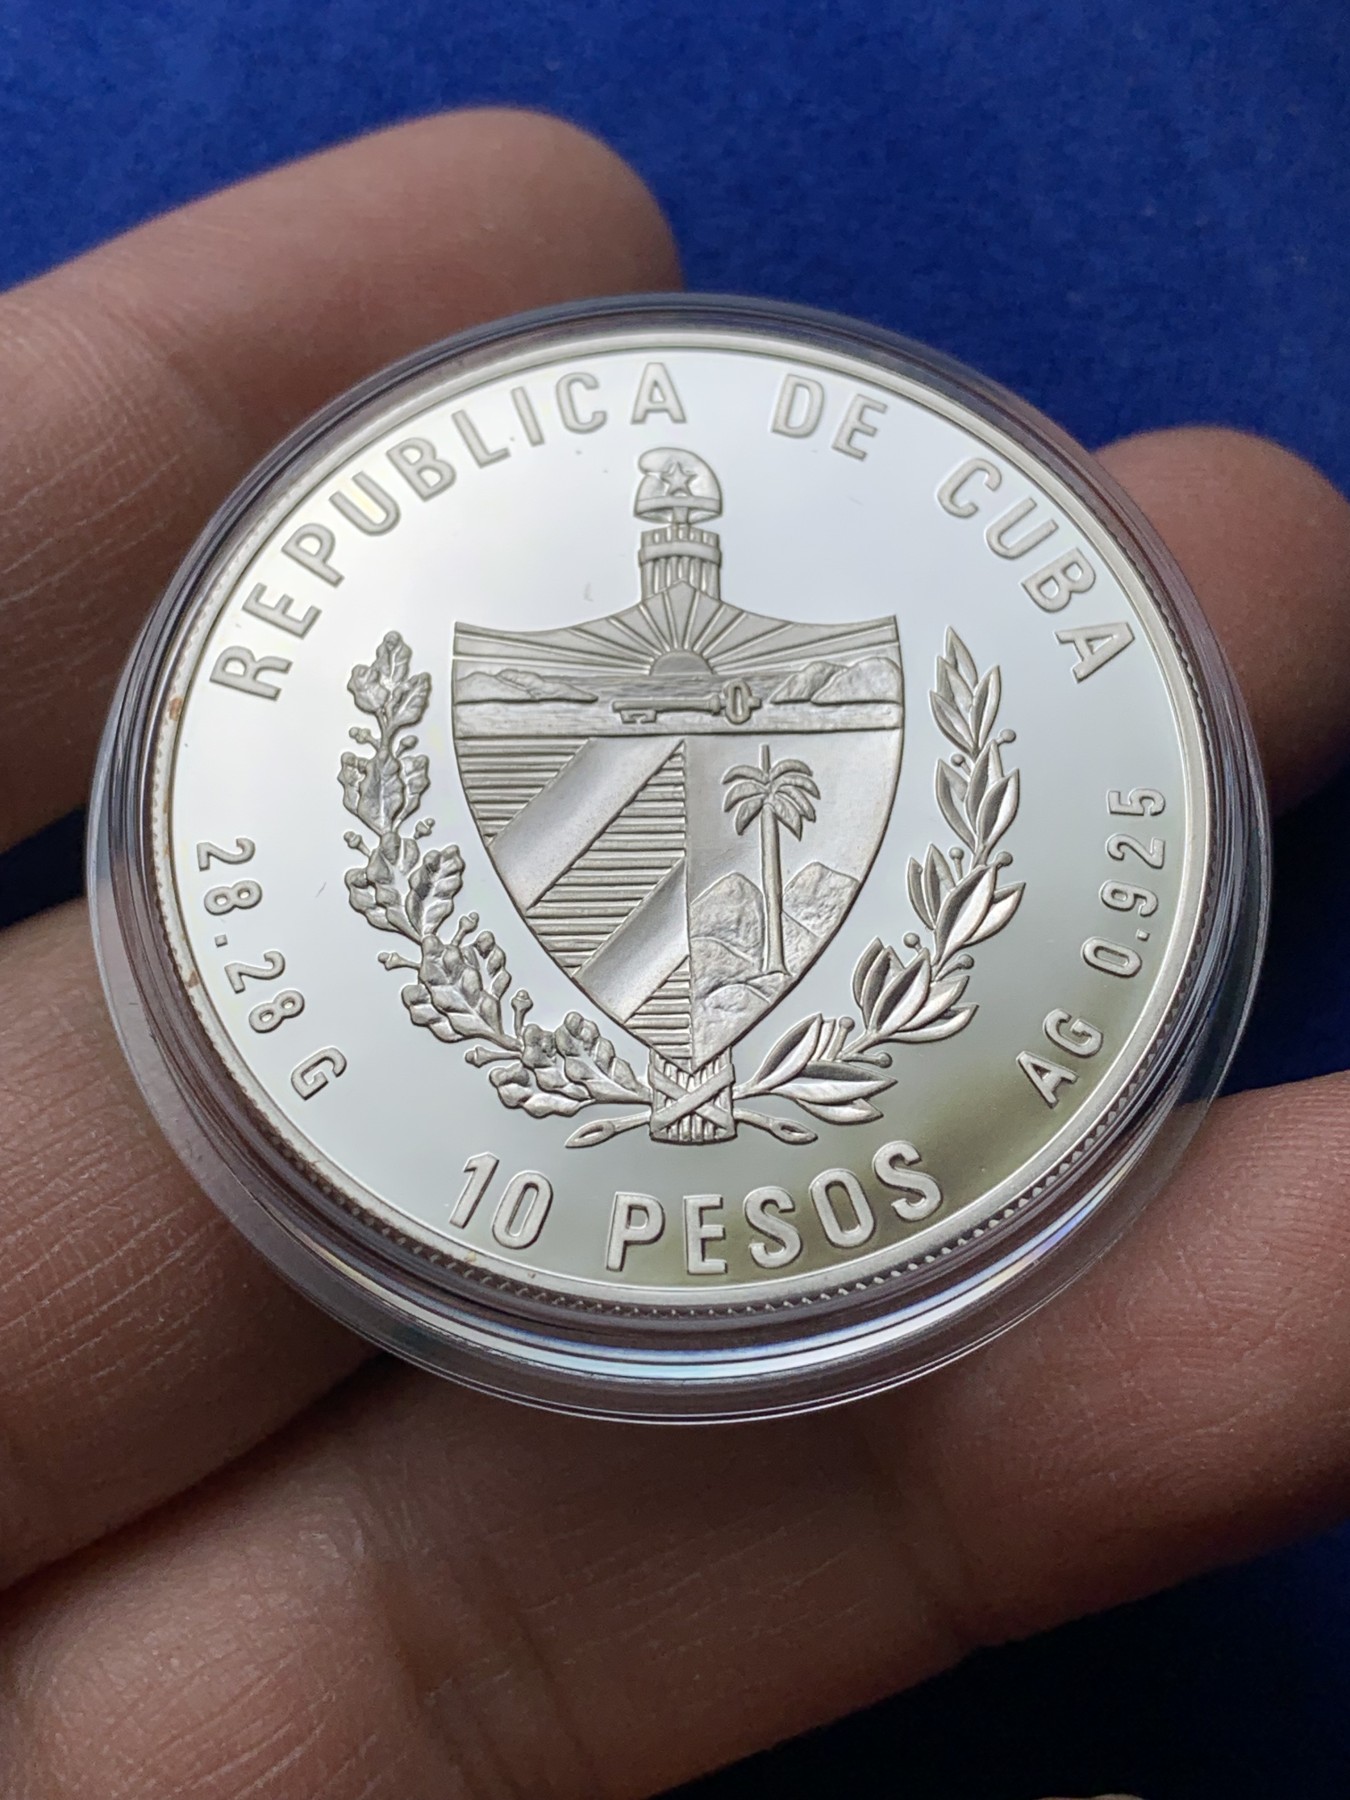 REPUBLICA DE CUBA
28.28 G
AG 0.925
10 PESOS